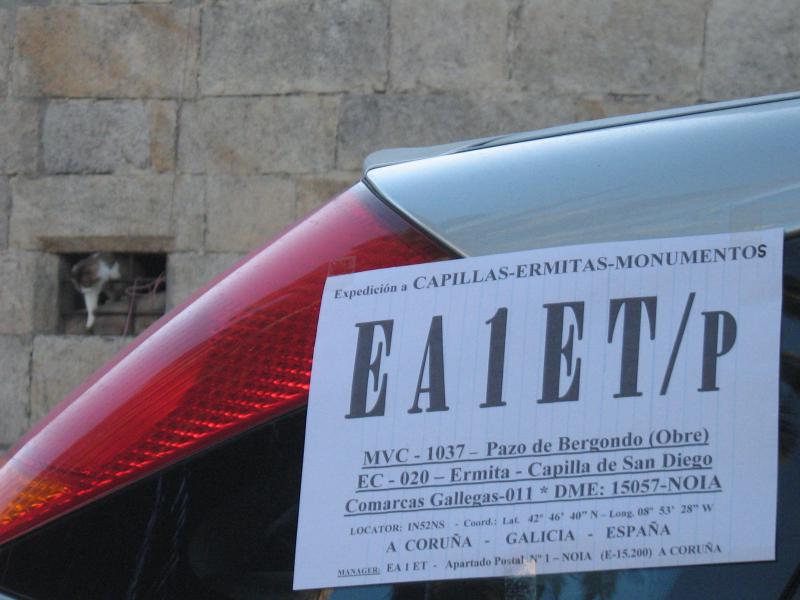 Expedición a CAPILLAS-ERMITAS-MONUMENTOS
EA1ET/P
MVC - 1037 - Pazo de Bergondo (Obre)
EC - 020 – Ermita - Capilla de San Diego
Comarcas Gallegas-011 * DME: 15057-NOIA
LOCATOR: IN52NS - Coord.: Lat. 42º 46' 40" N – Long. 08º 53' 28" W
A CORUÑA - GALICIA - ESPAÑA
MANAGER: EA 1 ET - Apartado Postal Nº 1 – NOIA (E-15.200) A CORUÑA